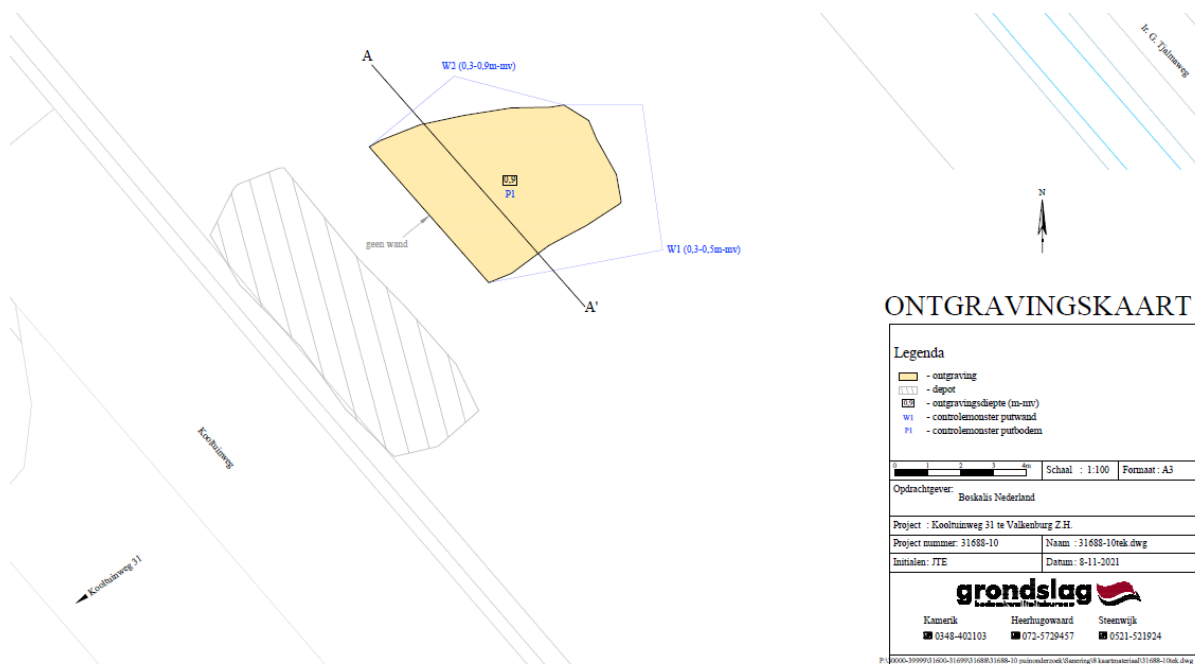 A
W2 (0,3-0,9m-mv)
Ir. G. Tjalmaweg
0,9
P1
N
geen wand
W1 (0,3-0,5m-mv)
A'
Kooltuinweg
Kooltuinweg 31
ONTGRAVINGSKAART
Legenda
- ontgraving
- depot
0,9 - ontgravingsdiepte (m-mv)
W1 - controlemonster putwand
P1 - controlemonster putbodem
0 1 2 3 4m
Schaal : 1:100 Formaat : A3
Opdrachtgever:
Boskalis Nederland
Project : Kooltuinweg 31 te Valkenburg Z.H.
Project nummer: 31688-10 Naam : 31688-10tek.dwg
Initialen: JTE Datum : 8-11-2021
grondslag
bodemkwaliteitsbureau
Kamerik Heerhugowaard Steenwijk
0348-402103 072-5729457 0521-521924